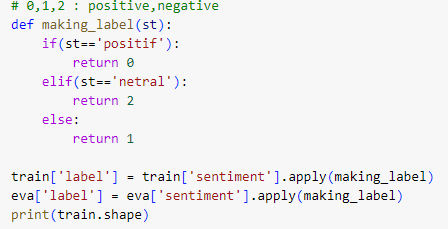 # 0,1,2 : positive,negative
def making_label(st):
    if(st=='positif'):
        return 0
    elif(st=='netral'):
        return 2
    else:
        return 1

train['label'] = train['sentiment'].apply(making_label)
eva['label'] = eva['sentiment'].apply(making_label)
print(train.shape)